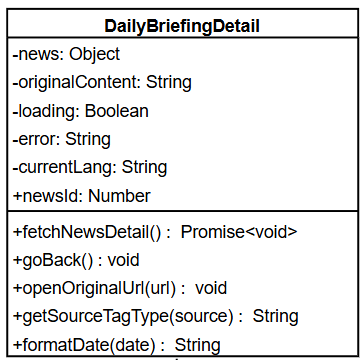 DailyBriefingDetail
-news: Object
-originalContent: String
-loading: Boolean
-error: String
-currentLang: String
+newsId: Number
+fetchNewsDetail() : Promise<void>
+goBack() : void
+openOriginalUrl(url) : void
+getSourceTagType(source) : String
+formatDate(date) : String